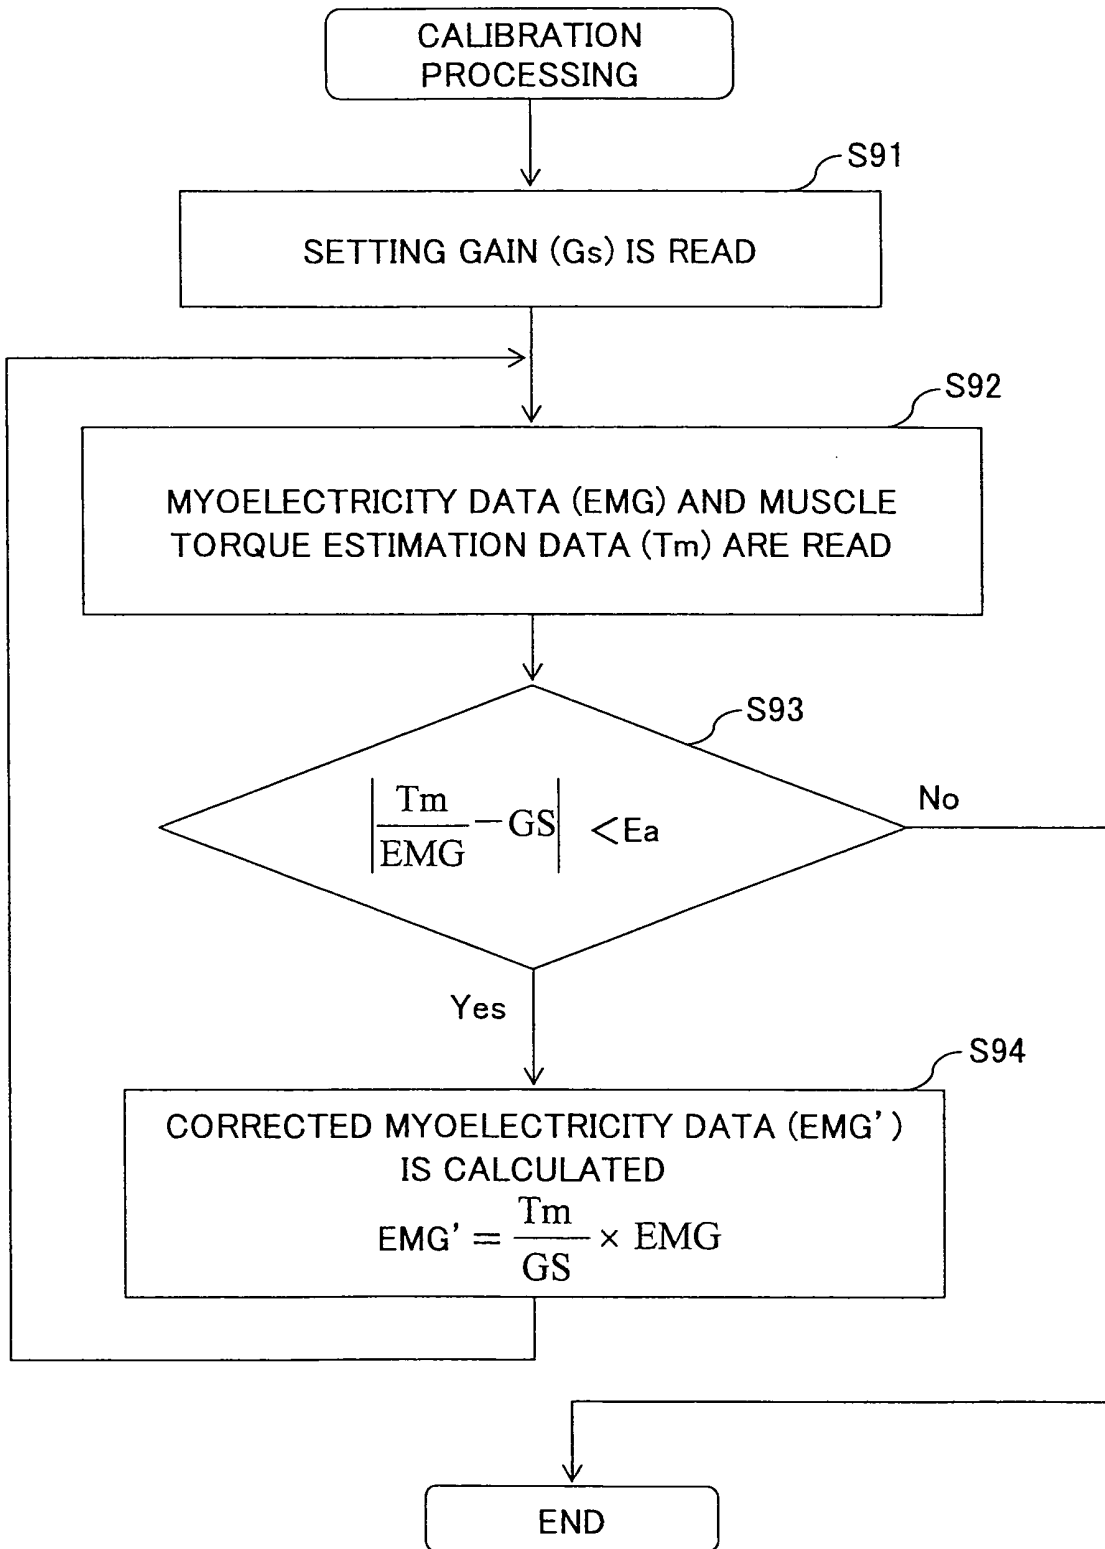 CALIBRATION
PROCESSING
S91
SETTING GAIN (Gs) IS READ
S92
MYOELECTRICITY DATA (EMG) AND MUSCLE
TORQUE ESTIMATION DATA (Tm) ARE READ
S93
|Tm/EMG − GS| <Ea
No
Yes
S94
CORRECTED MYOELECTRICITY DATA (EMG')
IS CALCULATED
EMG' = Tm/GS × EMG
END